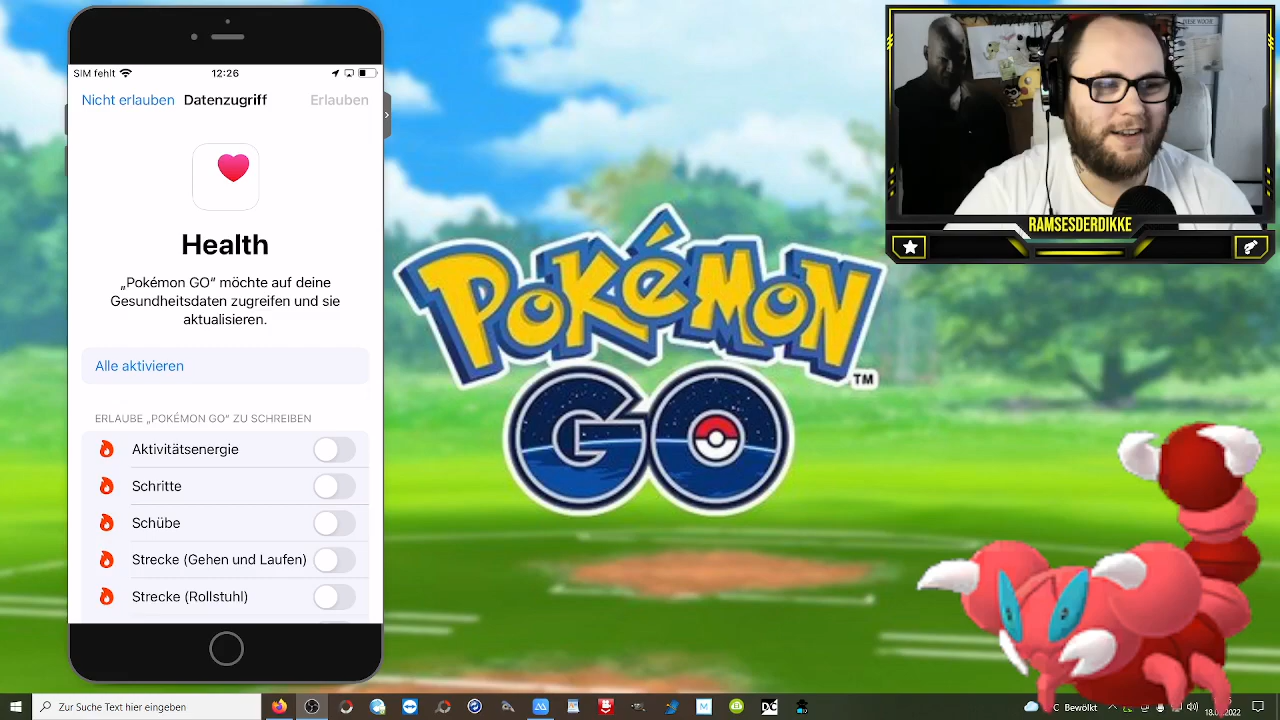 SIM fehlt
12:26
Nicht erlauben
Datenzugriff
Erlauben
Health
„Pokémon GO“ möchte auf deine
Gesundheitsdaten zugreifen und sie
aktualisieren.
Alle aktivieren
ERLAUBE „POKÉMON GO“ ZU SCHREIBEN
Aktivitätsenergie
Schritte
Schübe
Strecke (Gehen und Laufen)
Strecke (Rollstuhl)
POKéMON
TM
GO
RAMSESDERDIKKE
Zur Suche Text hier eingeben
M
DC
Bewölkt